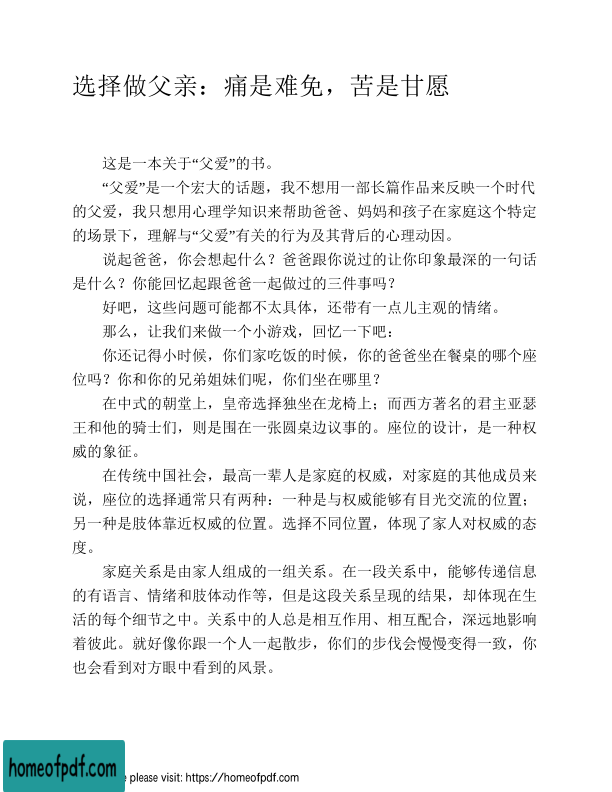 选择做父亲：痛是难免，苦是甘愿
这是一本关于“父爱”的书。
“父爱”是一个宏大的话题，我不想用一部长篇作品来反映一个时代
的父爱，我只想用心理学知识来帮助爸爸、妈妈和孩子在家庭这个特定
的场景下，理解与“父爱”有关的行为及其背后的心理动因。
说起爸爸，你会想起什么？爸爸跟你说过的让你印象最深的一句话
是什么？你能回忆起跟爸爸一起做过的三件事吗？
好吧，这些问题可能都不太具体，还带有一点儿主观的情绪。
那么，让我们来做一个小游戏，回忆一下吧：
你还记得小时候，你们家吃饭的时候，你的爸爸坐在餐桌的哪个座
位吗？你和你的兄弟姐妹们呢，你们坐在哪里？
在中式的朝堂上，皇帝选择独坐在龙椅上；而西方著名的君主亚瑟
王和他的骑士们，则是围在一张圆桌边议事的。座位的设计，是一种权
威的象征。
在传统中国社会，最高一辈人是家庭的权威，对家庭的其他成员来
说，座位的选择通常只有两种：一种是与权威能够有目光交流的位置；
另一种是肢体靠近权威的位置。选择不同位置，体现了家人对权威的态
度。
家庭关系是由家人组成的一组关系。在一段关系中，能够传递信息
的有语言、情绪和肢体动作等，但是这段关系呈现的结果，却体现在生
活的每个细节之中。关系中的人总是相互作用、相互配合，深远地影响
着彼此。就好像你跟一个人一起散步，你们的步伐会慢慢变得一致，你
也会看到对方眼中看到的风景。
homeofpdf.com
e please visit: https://homeofpdf.com